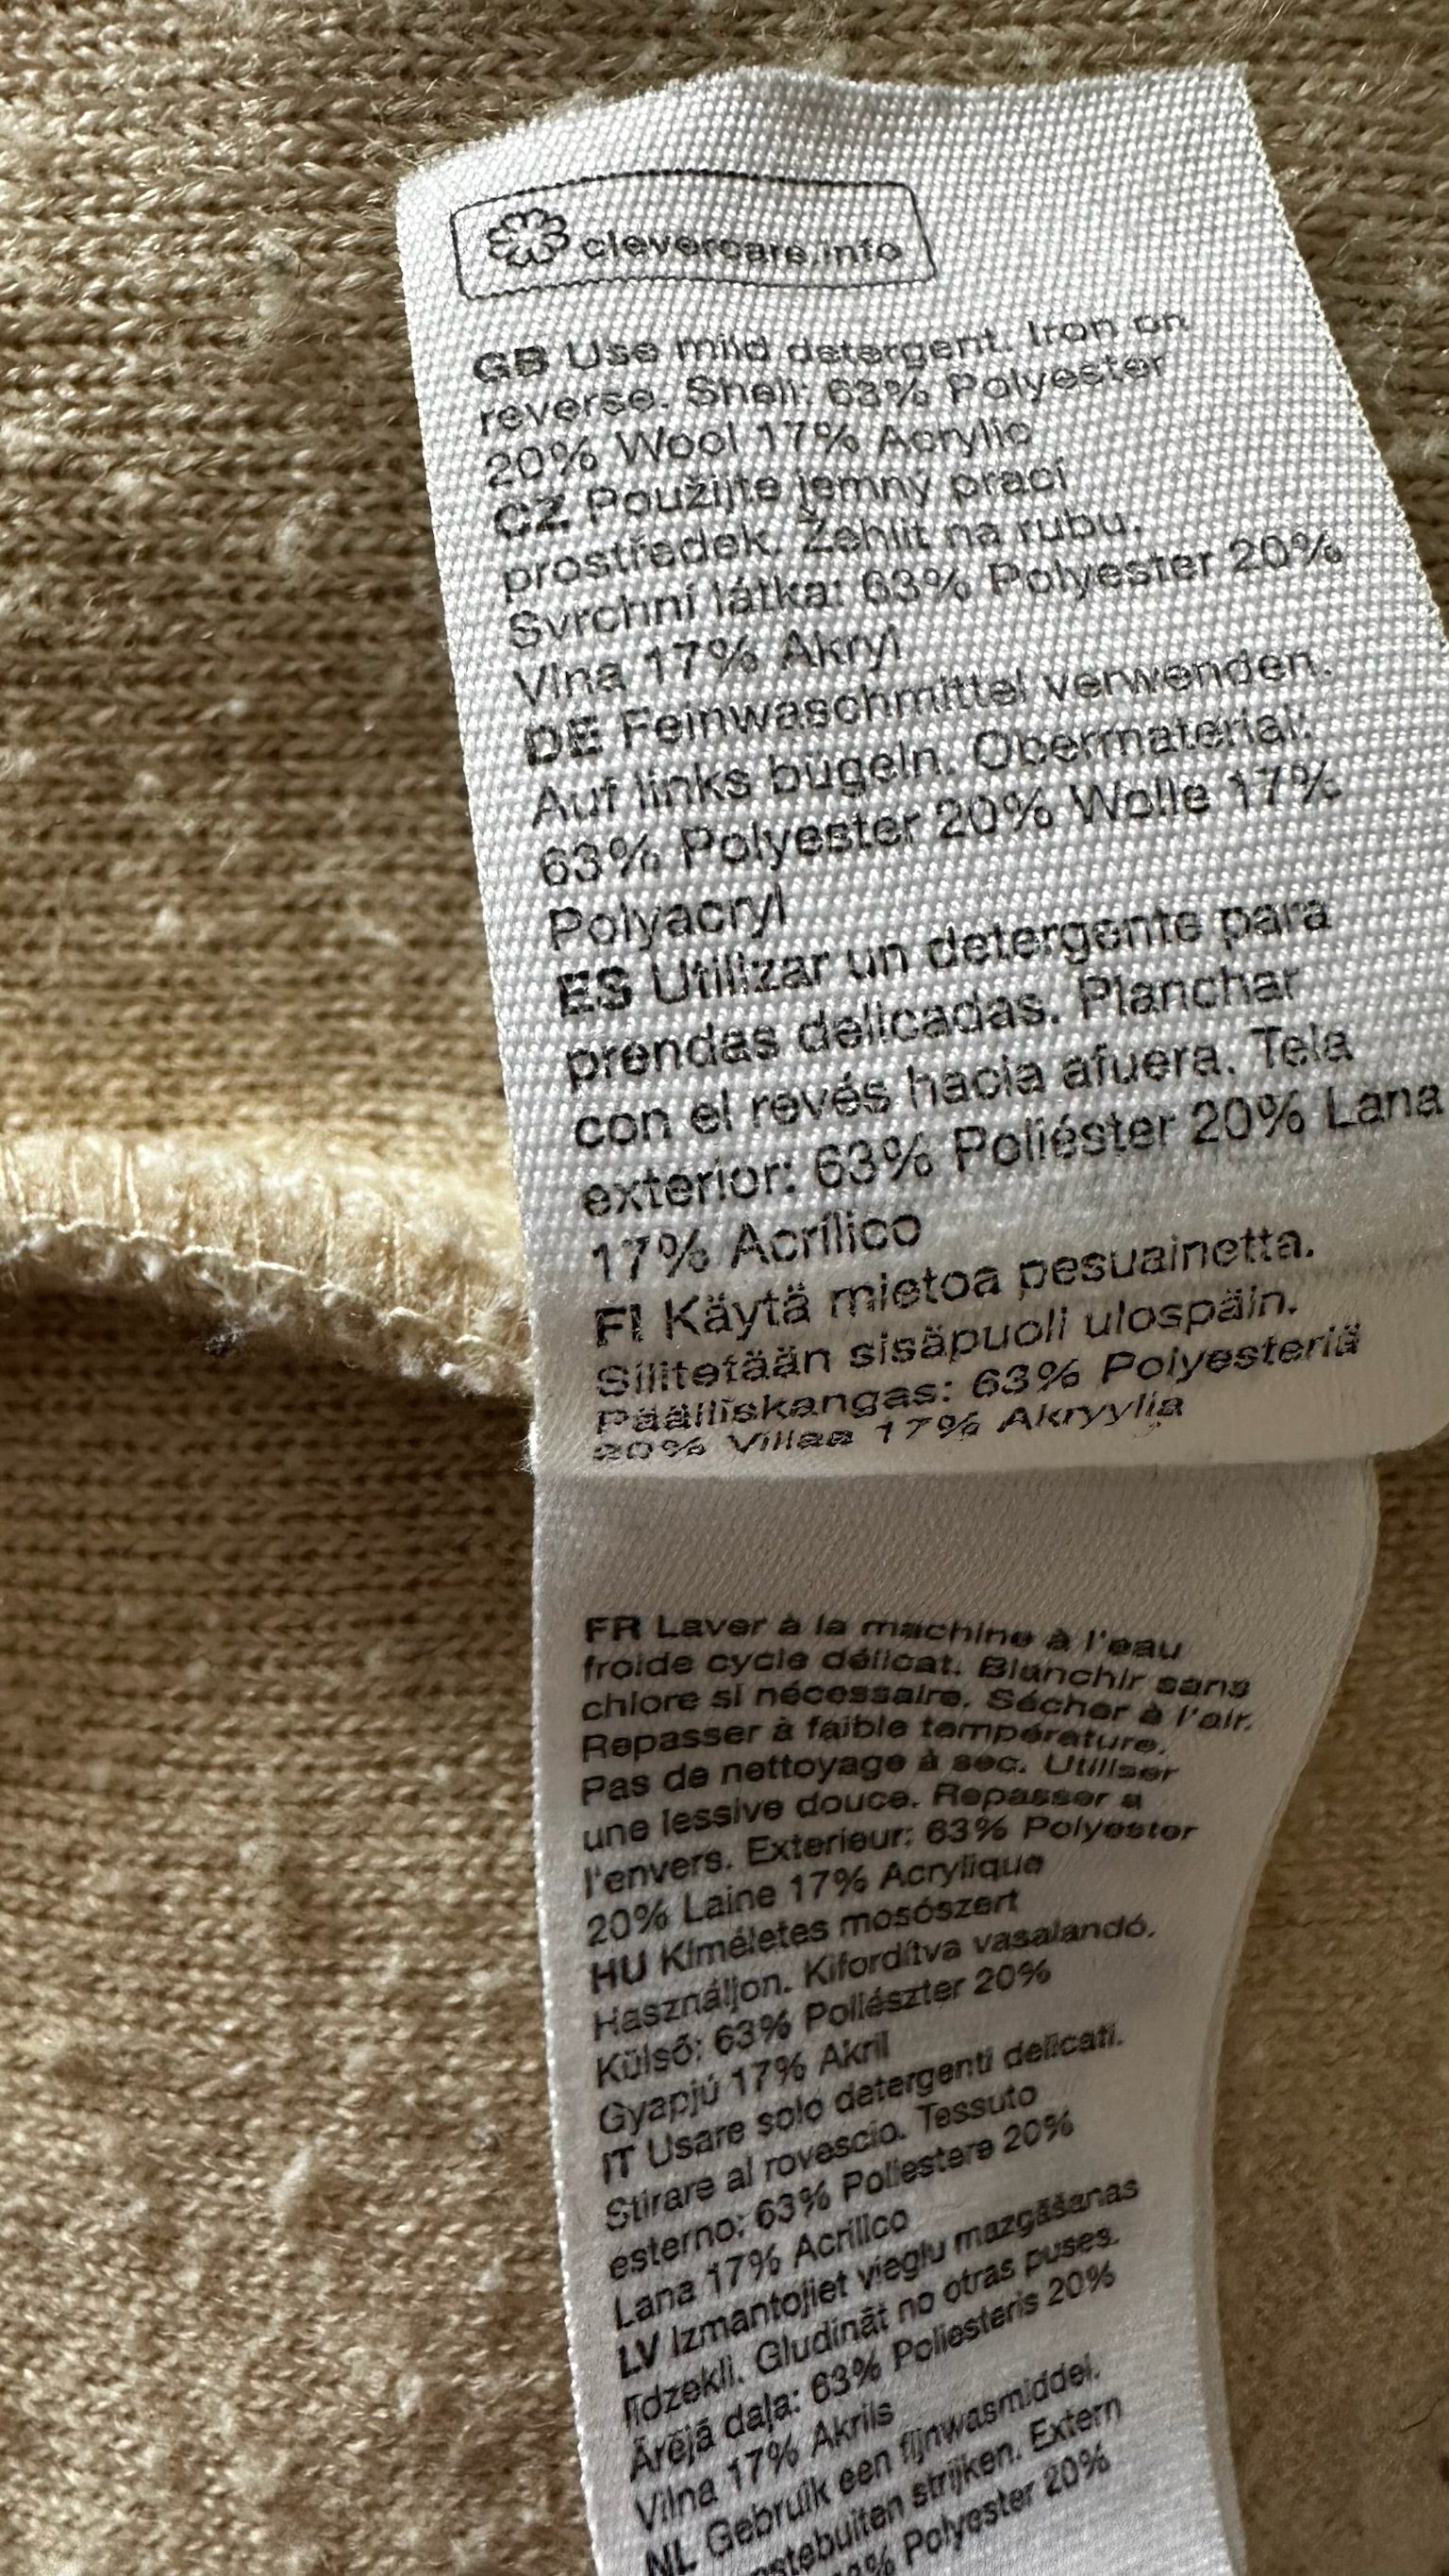 clevercare.info
GB Use mild detergent. Iron on
reverse. Shell: 63% Polyester
20% Wool 17% Acrylic
CZ Použijte jemný prací
prostředek. Žehlit na rubu.
Svrchní látka: 63% Polyester 20%
Vlna 17% Akryl
DE Feinwaschmittel verwenden.
Auf links bügeln. Obermaterial:
63% Polyester 20% Wolle 17%
Polyacryl
ES Utilizar un detergente para
prendas delicadas. Planchar
con el revés hacia afuera. Tela
exterior: 63% Poliéster 20% Lana
17% Acrílico
FI Käytä mietoa pesuainetta.
Silitetään sisäpuoli ulospäin.
Päälliskangas: 63% Polyesteriä
20% Villaa 17% Akryylia
FR Laver à la machine à l'eau
froide cycle délicat. Blanchir sans
chlore si nécessaire. Sécher à l'air.
Repasser à faible température.
Pas de nettoyage à sec. Utiliser
une lessive douce. Repasser a
l'envers. Exterieur: 63% Polyester
20% Laine 17% Acrylique
HU Kíméletes mosószert
Használjon. Kifordítva vasalandó.
Külső: 63% Poliészter 20%
Gyapjú 17% Akril
IT Usare solo detergenti delicati.
Stirare al rovescio. Tessuto
esterno: 63% Poliestere 20%
Lana 17% Acrilico
LV Izmantojiet vieglu mazgāšanas
līdzekli. Gludināt no otras puses.
Ārējā daļa: 63% Poliesteris 20%
Vilna 17% Akrils
NL Gebruik een fijnwasmiddel.
strijken. Extern
Polyester 20%